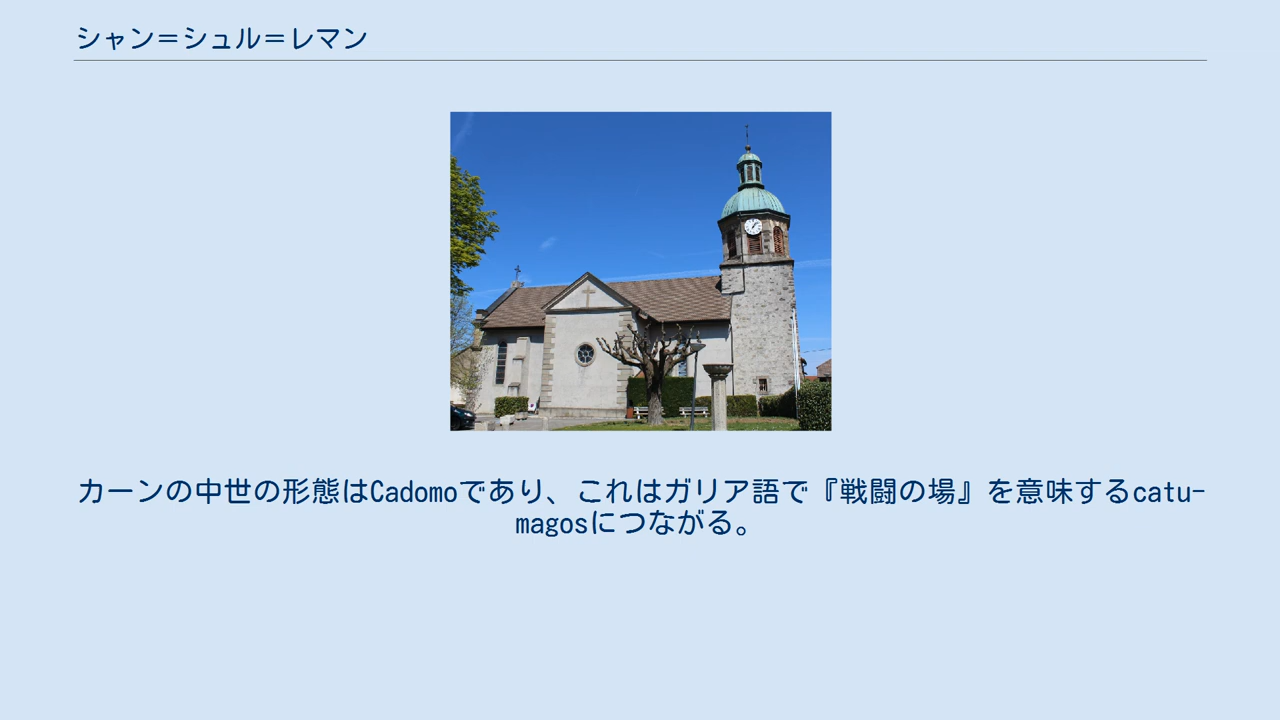 シャン＝シュル＝レマン
カーンの中世の形態はCadomoであり、これはガリア語で『戦闘の場』を意味するcatu-
magosにつながる。